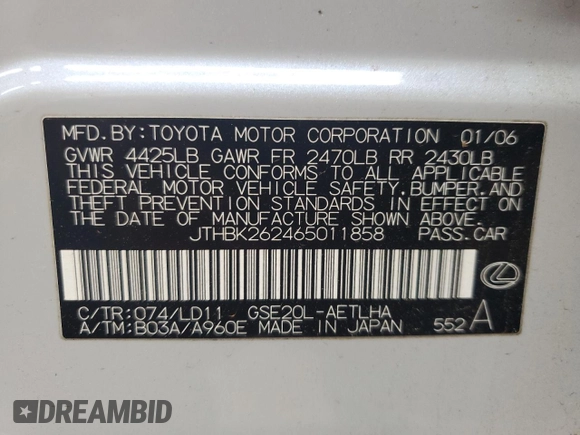 MFD.BY:TOYOTA MOTOR CORPORATION 01/06
GVWR 4425LB GAWR FR 2470LB RR 2430LB
THIS VEHICLE CONFORMS TO ALL APPLICABLE
FEDERAL MOTOR VEHICLE SAFETY,BUMPER,AND
THEFT PREVENTION STANDARDS IN EFFECT ON
THE DATE OF MANUFACTURE SHOWN ABOVE.
JTHBK262465011858 PASS.CAR
C/TR:074/LD11 GSE20L-AETLHA
A/TM:B03A/A960E MADE IN JAPAN 552A
DREAMBID